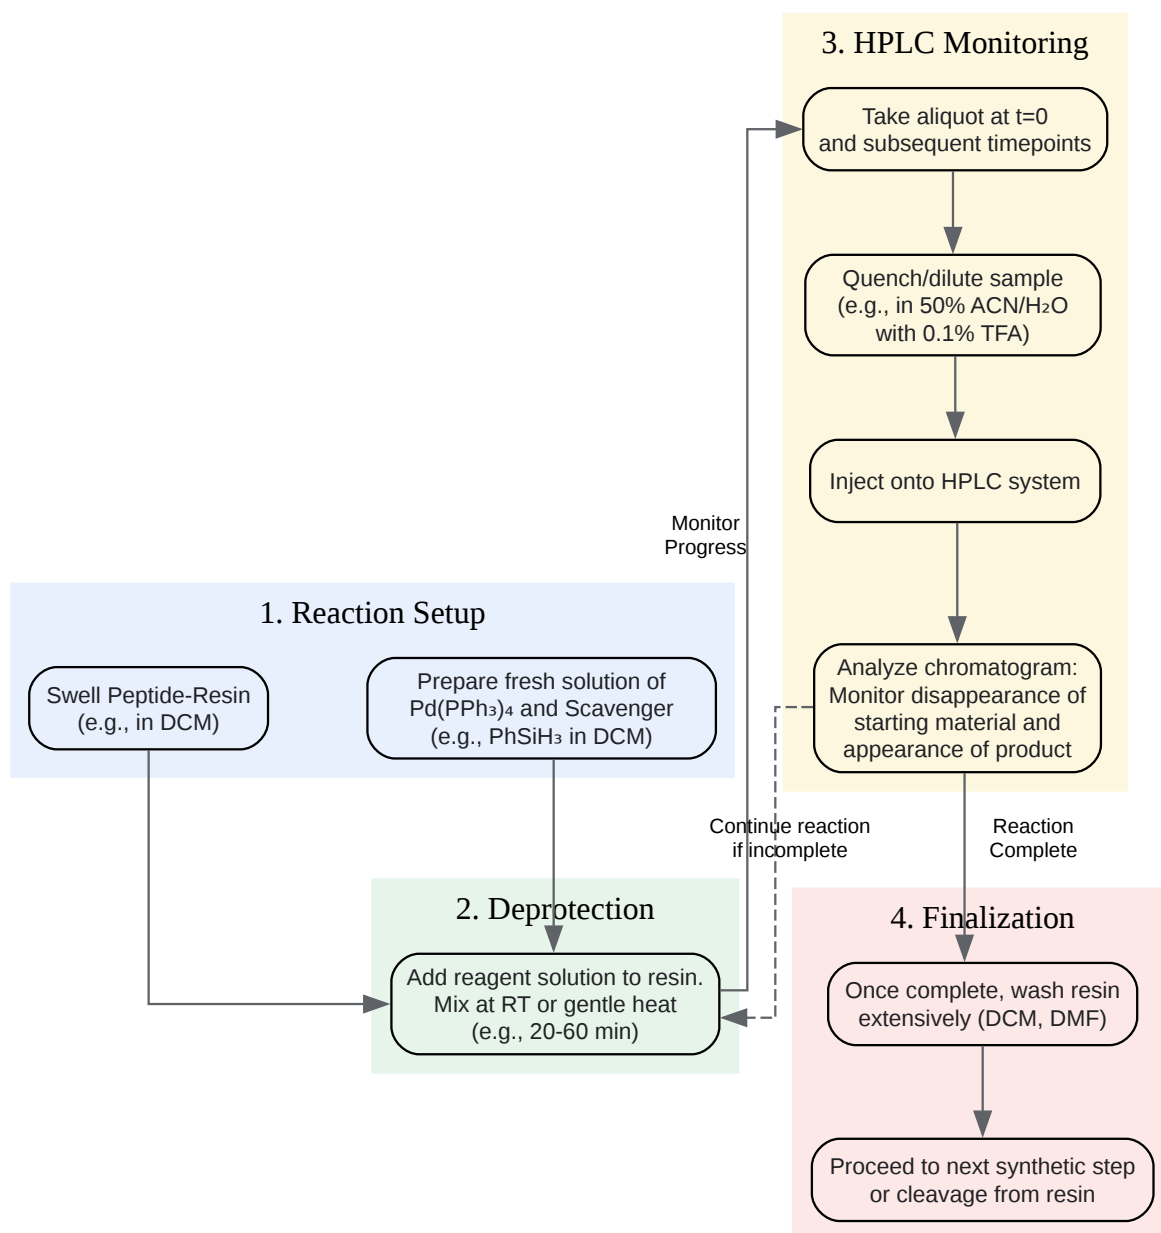 3. HPLC Monitoring
Take aliquot at t=0
and subsequent timepoints
Quench/dilute sample
(e.g., in 50% ACN/H₂O
with 0.1% TFA)
Inject onto HPLC system
Monitor
Progress
1. Reaction Setup
Swell Peptide-Resin
(e.g., in DCM)
Prepare fresh solution of
Pd(PPh₃)₄ and Scavenger
(e.g., PhSiH₃ in DCM)
Analyze chromatogram:
Monitor disappearance of
starting material and
appearance of product
Continue reaction
if incomplete
Reaction
Complete
2. Deprotection
Add reagent solution to resin.
Mix at RT or gentle heat
(e.g., 20-60 min)
4. Finalization
Once complete, wash resin
extensively (DCM, DMF)
Proceed to next synthetic step
or cleavage from resin